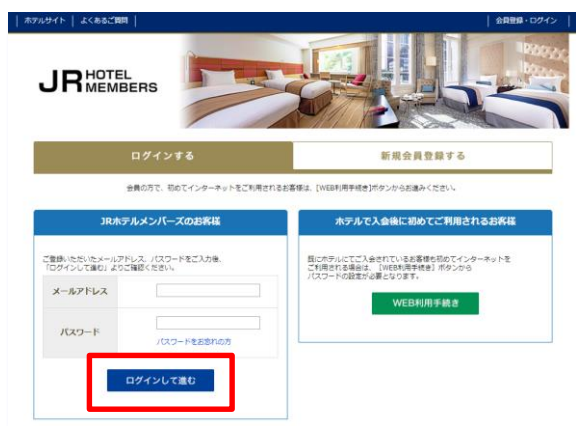 ホテルサイト | よくあるご質問 |
| 会員登録・ログイン |
JR HOTEL MEMBERS
ログインする
新規会員登録する
会員の方で、初めてインターネットをご利用されるお客様は、[WEB利用手続き]ボタンからお進みください。
JRホテルメンバーズのお客様
ご登録いただいたメールアドレス、パスワードをご入力後、
「ログインして進む」よりご確認ください。
メールアドレス
パスワード
パスワードをお忘れの方
ログインして進む
ホテルで入会後に初めてご利用されるお客様
既にホテルにてご入会されているお客様も初めてインターネットを
ご利用される場合は、[WEB利用手続き]ボタンから
パスワードの設定が必要となります。
WEB利用手続き